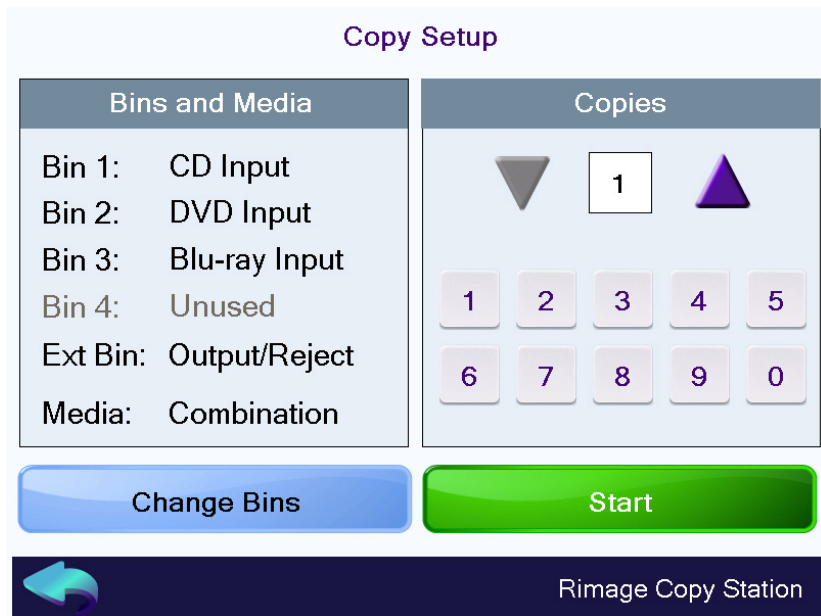 Copy Setup
Bins and Media
Bin 1: CD Input
Bin 2: DVD Input
Bin 3: Blu-ray Input
Bin 4: Unused
Ext Bin: Output/Reject
Media: Combination
Copies
1
1 2 3 4 5
6 7 8 9 0
Change Bins
Start
Rimage Copy Station